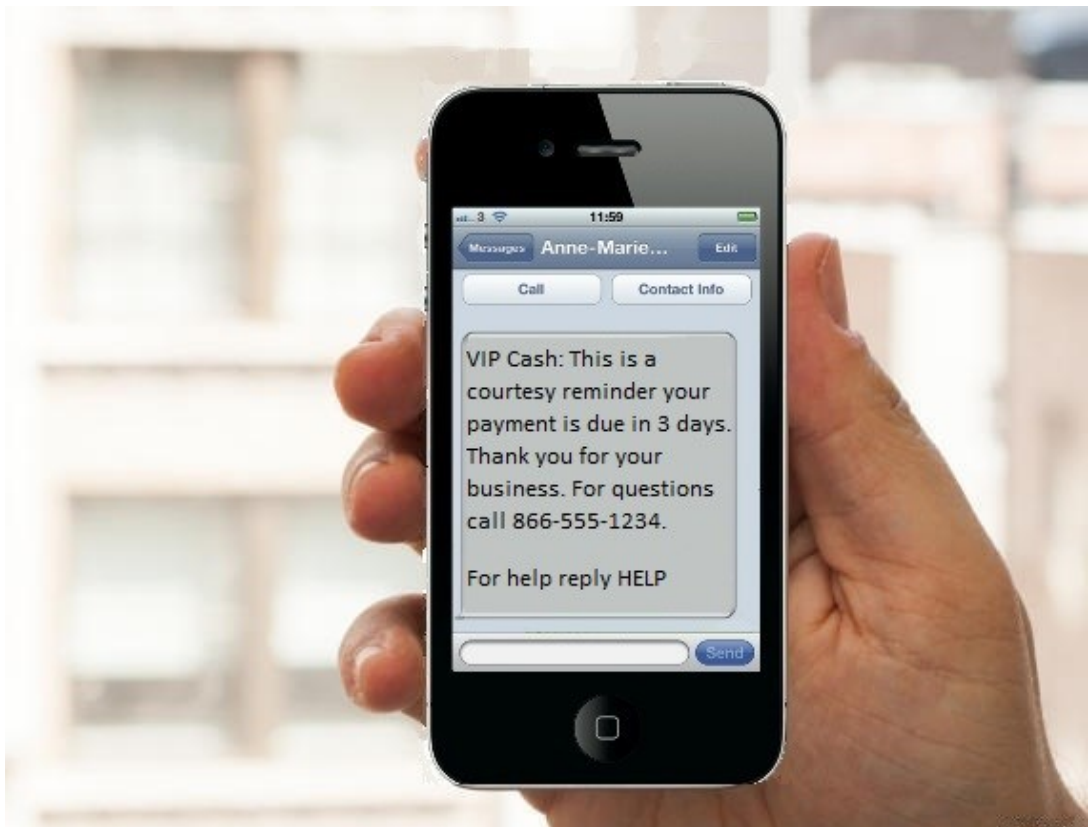 3 11:59
Messages Anne-Marie... Edit
Call Contact Info
VIP Cash: This is a
courtesy reminder your
payment is due in 3 days.
Thank you for your
business. For questions
call 866-555-1234.
For help reply HELP
Send